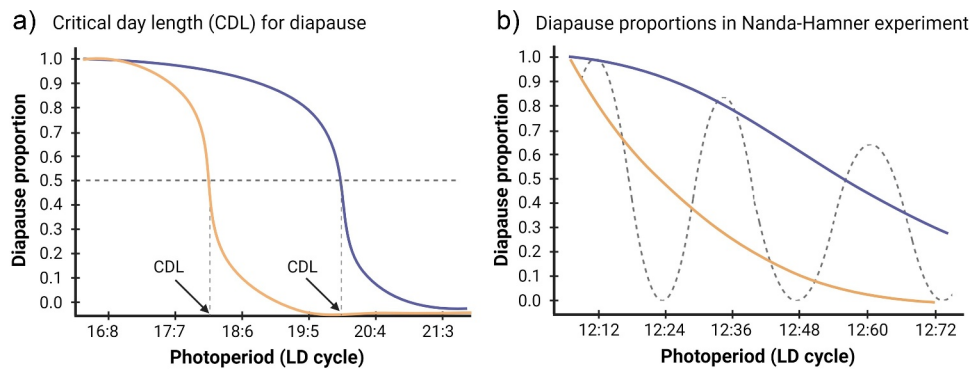 a) Critical day length (CDL) for diapause
Diapause proportion
1.0
0.9
0.8
0.7
0.6
0.5
0.4
0.3
0.2
0.1
0.0
CDL
CDL
16:8 17:7 18:6 19:5 20:4 21:3
Photoperiod (LD cycle)
b) Diapause proportions in Nanda-Hamner experiment
Diapause proportion
1.0
0.9
0.8
0.7
0.6
0.5
0.4
0.3
0.2
0.1
0.0
12:12 12:24 12:36 12:48 12:60 12:72
Photoperiod (LD cycle)